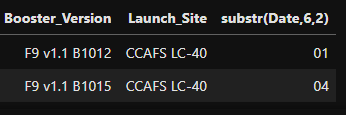 Booster_Version Launch_Site substr(Date,6,2)
F9 v1.1 B1012 CCAFS LC-40 01
F9 v1.1 B1015 CCAFS LC-40 04